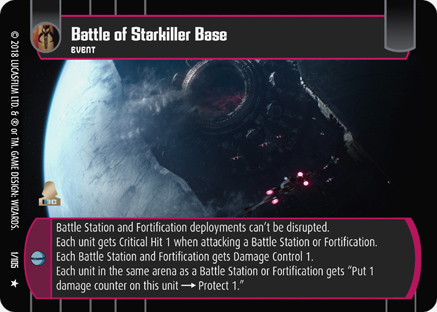 Battle of Starkiller Base
EVENT
© 2018 LUCASFILM LTD. & ® or TM. GAME DESIGN: WIZARDS.
Battle Station and Fortification deployments can't be disrupted.
Each unit gets Critical Hit 1 when attacking a Battle Station or Fortification.
Each Battle Station and Fortification gets Damage Control 1.
Each unit in the same arena as a Battle Station or Fortification gets "Put 1
damage counter on this unit → Protect 1."
1/105